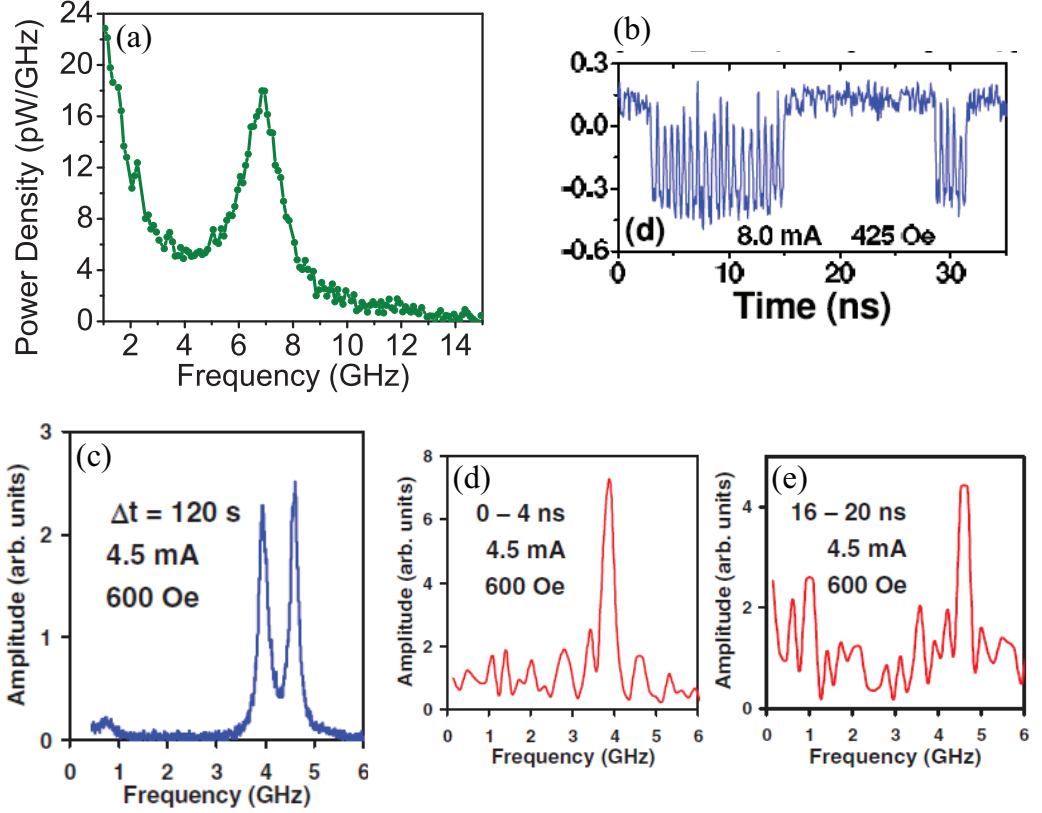 (a)
24
20
16
12
8
4
0
Power Density (pW/GHz)
2 4 6 8 10 12 14
Frequency (GHz)
(b)
0.3
0.0
-0.3
-0.6
(d) 8.0 mA 425 Oe
0 10 20 30
Time (ns)
(c)
3
2
1
0
Amplitude (arb. units)
Δt = 120 s
4.5 mA
600 Oe
0 1 2 3 4 5 6
Frequency (GHz)
(d)
8
6
4
2
0
Amplitude (arb. units)
0 – 4 ns
4.5 mA
600 Oe
0 1 2 3 4 5 6
Frequency (GHz)
(e)
4
2
0
Amplitude (arb. units)
16 – 20 ns
4.5 mA
600 Oe
0 1 2 3 4 5 6
Frequency (GHz)